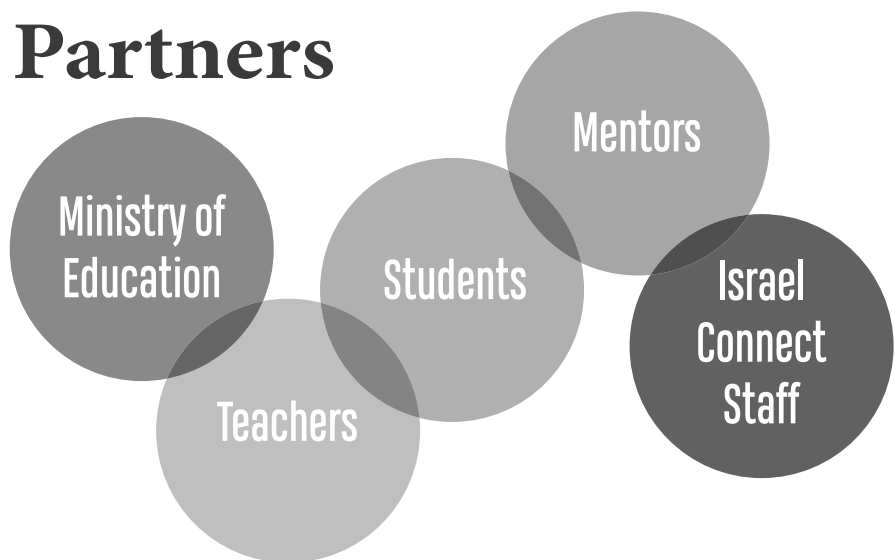 Partners
Ministry of
Education
Teachers
Students
Mentors
Israel
Connect
Staff